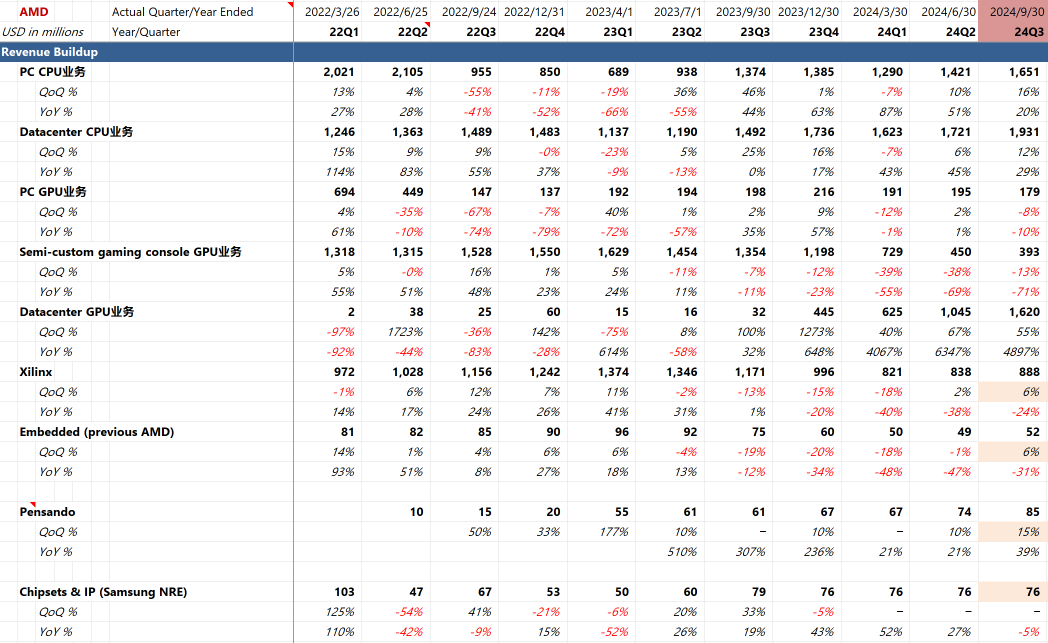 AMD Actual Quarter/Year Ended 2022/3/26 2022/6/25 2022/9/24 2022/12/31 2023/4/1 2023/7/1 2023/9/30 2023/12/30 2024/3/30 2024/6/30 2024/9/30
USD in millions Year/Quarter 22Q1 22Q2 22Q3 22Q4 23Q1 23Q2 23Q3 23Q4 24Q1 24Q2 24Q3
Revenue Buildup
PC CPU业务 2,021 2,105 955 850 689 938 1,374 1,385 1,290 1,421 1,651
QoQ % 13% 4% -55% -11% -19% 36% 46% 1% -7% 10% 16%
YoY % 27% 28% -41% -52% -66% -55% 44% 63% 87% 51% 20%
Datacenter CPU业务 1,246 1,363 1,489 1,483 1,137 1,190 1,492 1,736 1,623 1,721 1,931
QoQ % 15% 9% 9% -0% -23% 5% 25% 16% -7% 6% 12%
YoY % 114% 83% 55% 37% -9% -13% 0% 17% 43% 45% 29%
PC GPU业务 694 449 147 137 192 194 198 216 191 195 179
QoQ % 4% -35% -67% -7% 40% 1% 2% 9% -12% 2% -8%
YoY % 61% -10% -74% -79% -72% -57% 35% 57% -1% 1% -10%
Semi-custom gaming console GPU业务 1,318 1,315 1,528 1,550 1,629 1,454 1,354 1,198 729 450 393
QoQ % 5% -0% 16% 1% 5% -11% -7% -12% -39% -38% -13%
YoY % 55% 51% 48% 23% 24% 11% -11% -23% -55% -69% -71%
Datacenter GPU业务 2 38 25 60 15 16 32 445 625 1,045 1,620
QoQ % -97% 1723% -36% 142% -75% 8% 100% 1273% 40% 67% 55%
YoY % -92% -44% -83% -28% 614% -58% 32% 648% 4067% 6347% 4897%
Xilinx 972 1,028 1,156 1,242 1,374 1,346 1,171 996 821 838 888
QoQ % -1% 6% 12% 7% 11% -2% -13% -15% -18% 2% 6%
YoY % 14% 17% 24% 26% 41% 31% 1% -20% -40% -38% -24%
Embedded (previous AMD) 81 82 85 90 96 92 75 60 50 49 52
QoQ % 14% 1% 4% 6% 6% -4% -19% -20% -18% -1% 6%
YoY % 93% 51% 8% 27% 18% 13% -12% -34% -48% -47% -31%
Pensando 10 15 20 55 61 61 67 67 74 85
QoQ % 50% 33% 177% 10% – 10% – 10% 15%
YoY % 510% 307% 236% 21% 21% 39%
Chipsets & IP (Samsung NRE) 103 47 67 53 50 60 79 76 76 76 76
QoQ % 125% -54% 41% -21% -6% 20% 33% -5% – – –
YoY % 110% -42% -9% 15% -52% 26% 19% 43% 52% 27% -5%